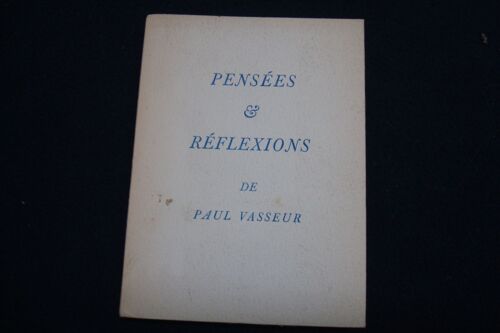 PENSÉES
&
RÉFLEXIONS
DE
PAUL VASSEUR